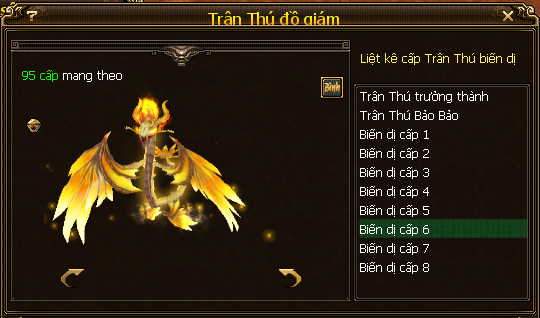 ?
Trân Thú đồ giám
95 cấp mang theo
Bình
Liệt kê cấp Trân Thú biến dị
Trân Thú trưởng thành
Trân Thú Bảo Bảo
Biến dị cấp 1
Biến dị cấp 2
Biến dị cấp 3
Biến dị cấp 4
Biến dị cấp 5
Biến dị cấp 6
Biến dị cấp 7
Biến dị cấp 8